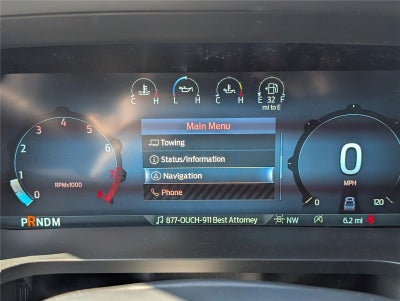 C H L H C H E 32 F
mi to E
Main Menu
Towing
Status/Information
Navigation
Phone
0 1 2 3 4 5 6 7
RPMx1000
0
MPH
0 120
PRNDM
877-OUCH-911 Best Attorney
NW
6.2 mi